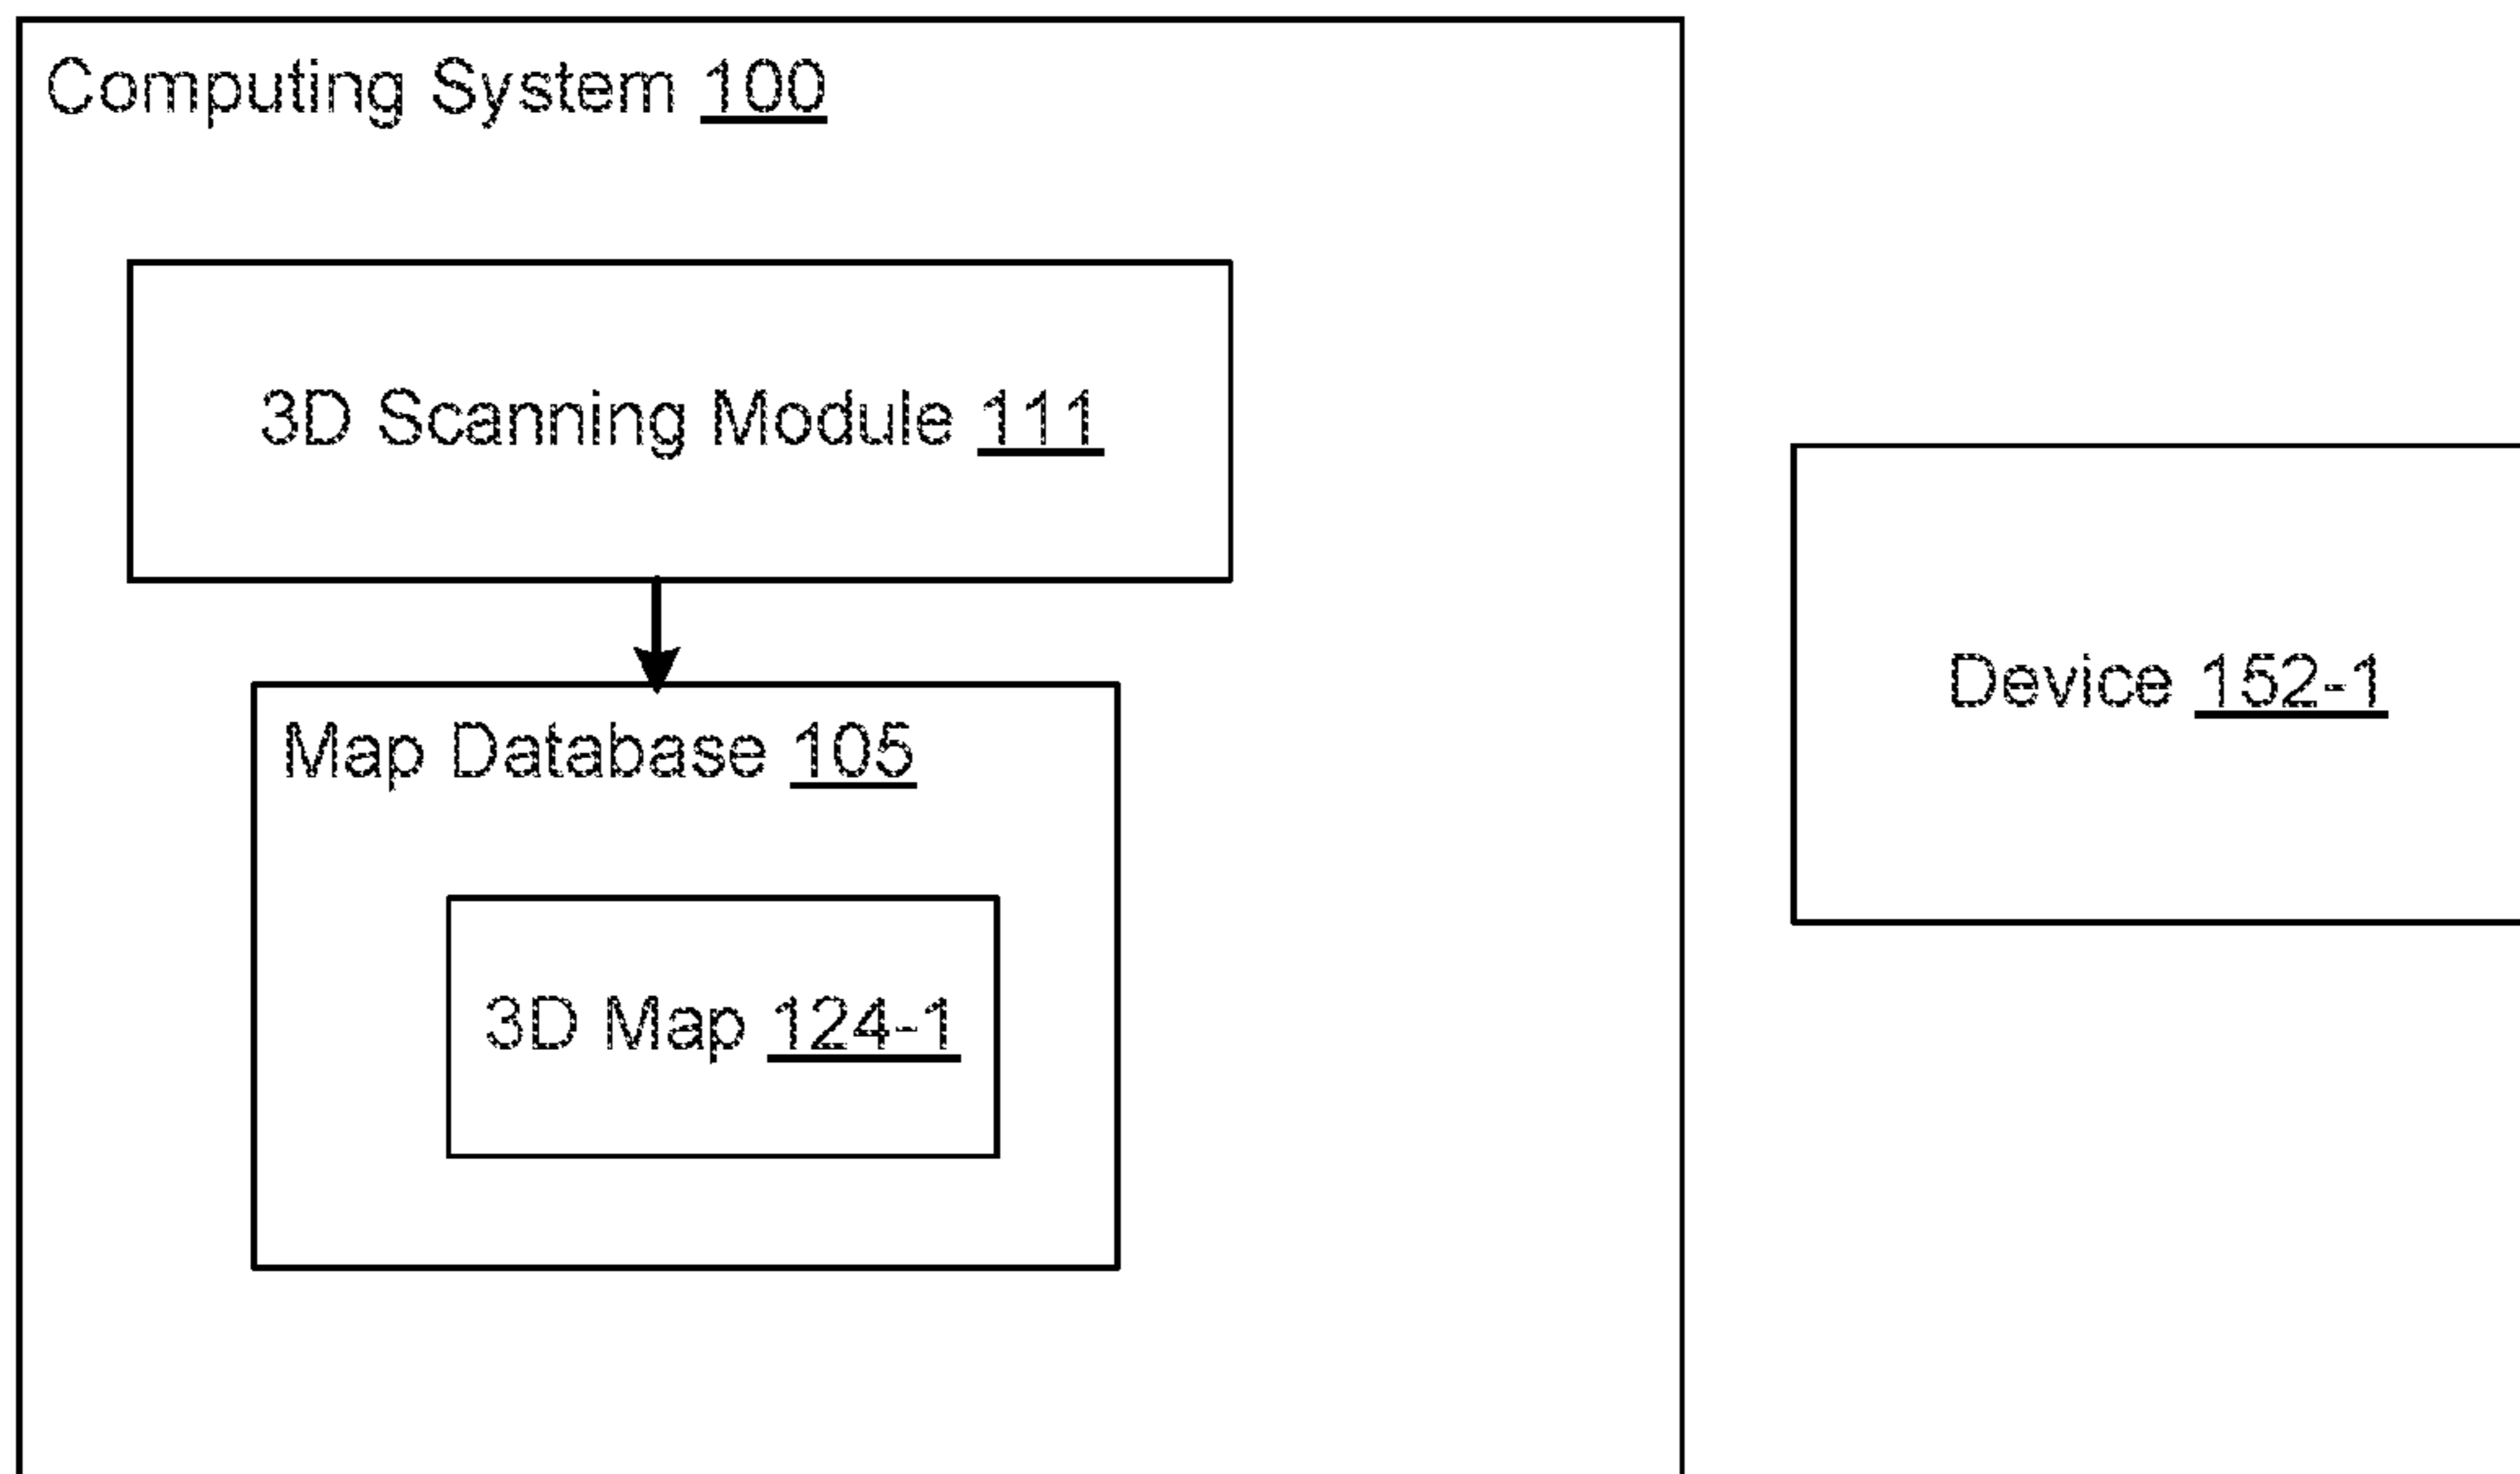 Computing System 100
3D Scanning Module 111
Map Database 105
3D Map 124-1
Device 152-1